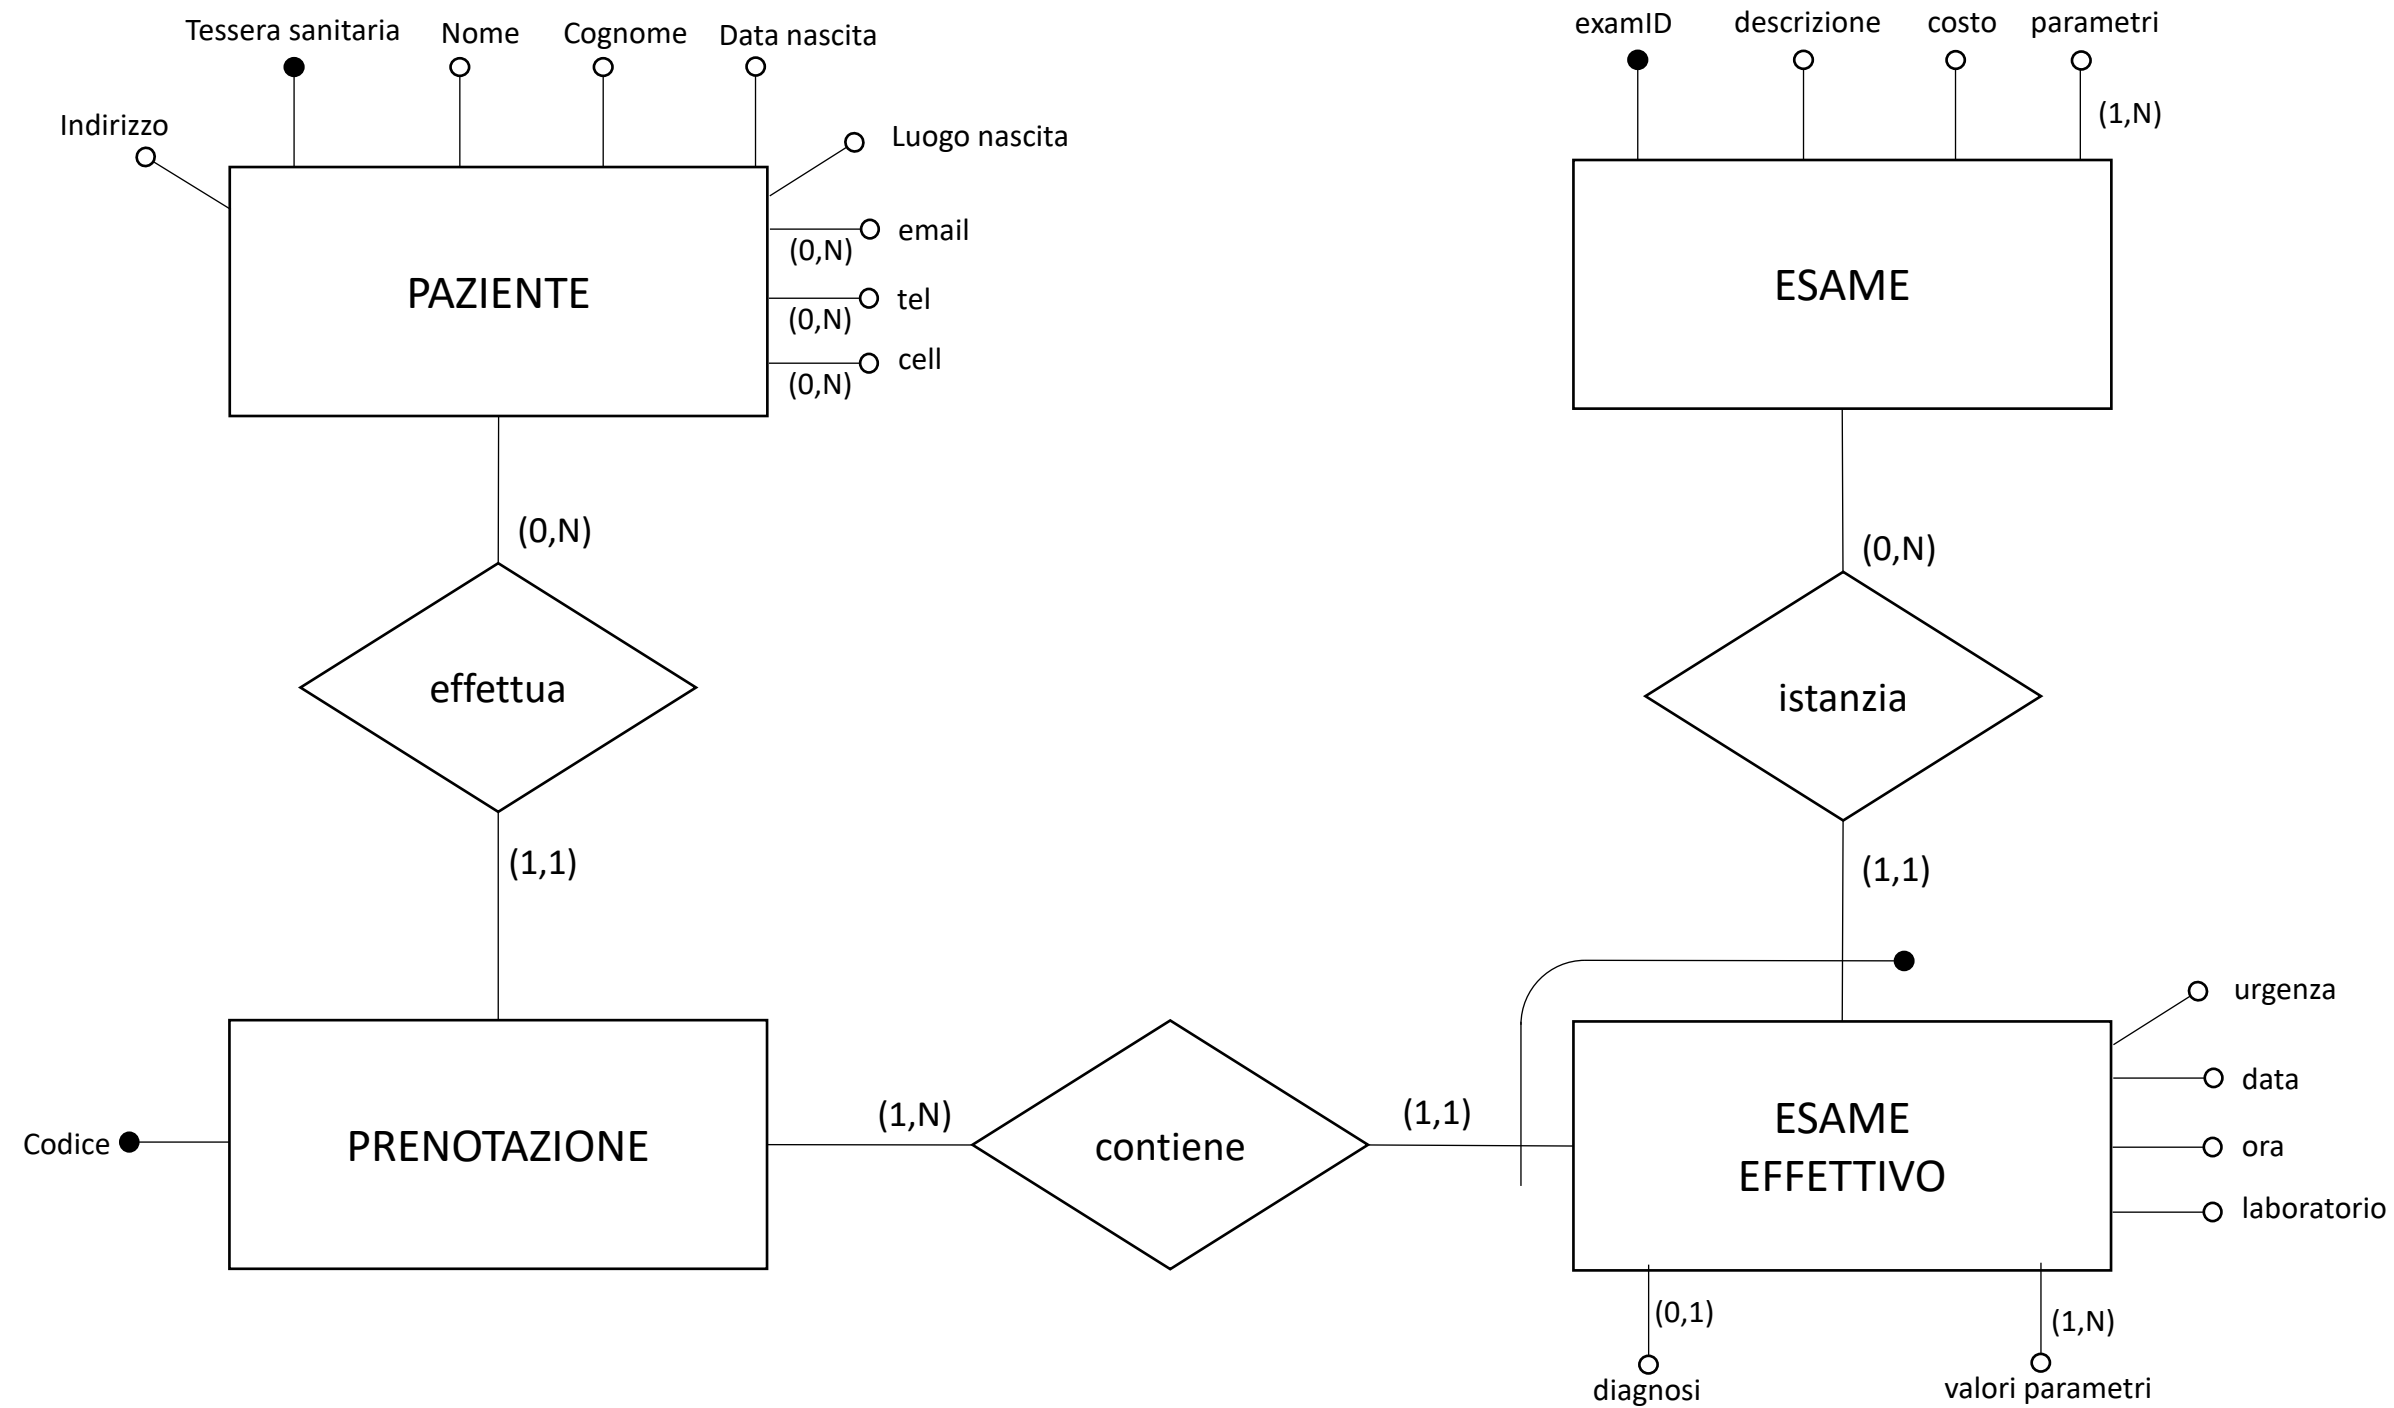 Tessera sanitaria
Nome
Cognome
Data nascita
Indirizzo
Luogo nascita
email
(0,N)
tel
(0,N)
cell
(0,N)
PAZIENTE
(0,N)
effettua
(1,1)
PRENOTAZIONE
Codice
(1,N)
contiene
(1,1)
examID
descrizione
costo
parametri
(1,N)
ESAME
(0,N)
istanzia
(1,1)
ESAME
EFFETTIVO
urgenza
data
ora
laboratorio
(0,1)
diagnosi
(1,N)
valori parametri